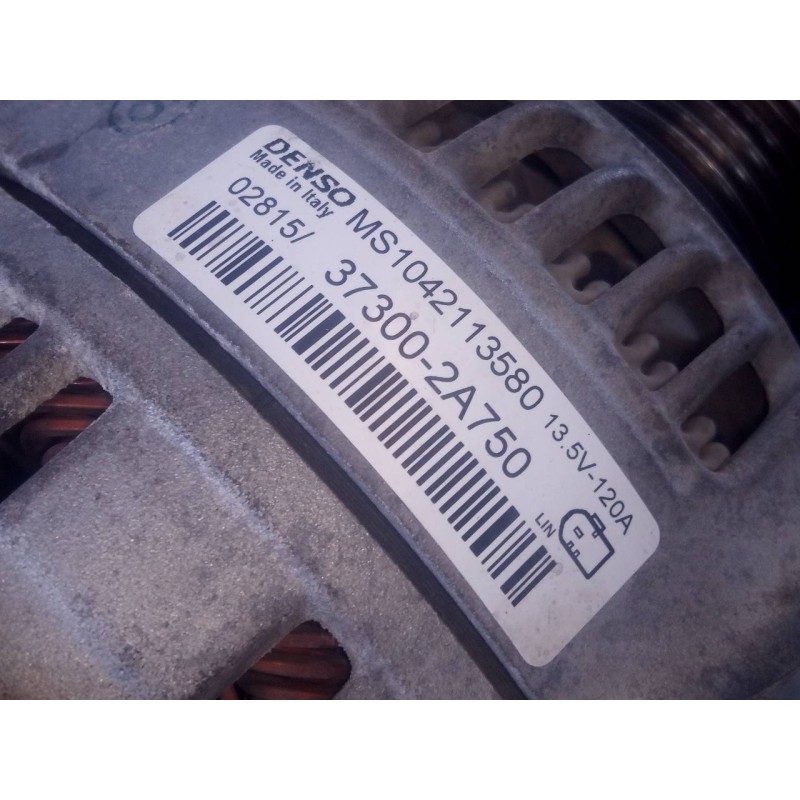 DENSO MS1042113580 13.5V-120A
Made in Italy
02815/ 37300-2A750
LIN